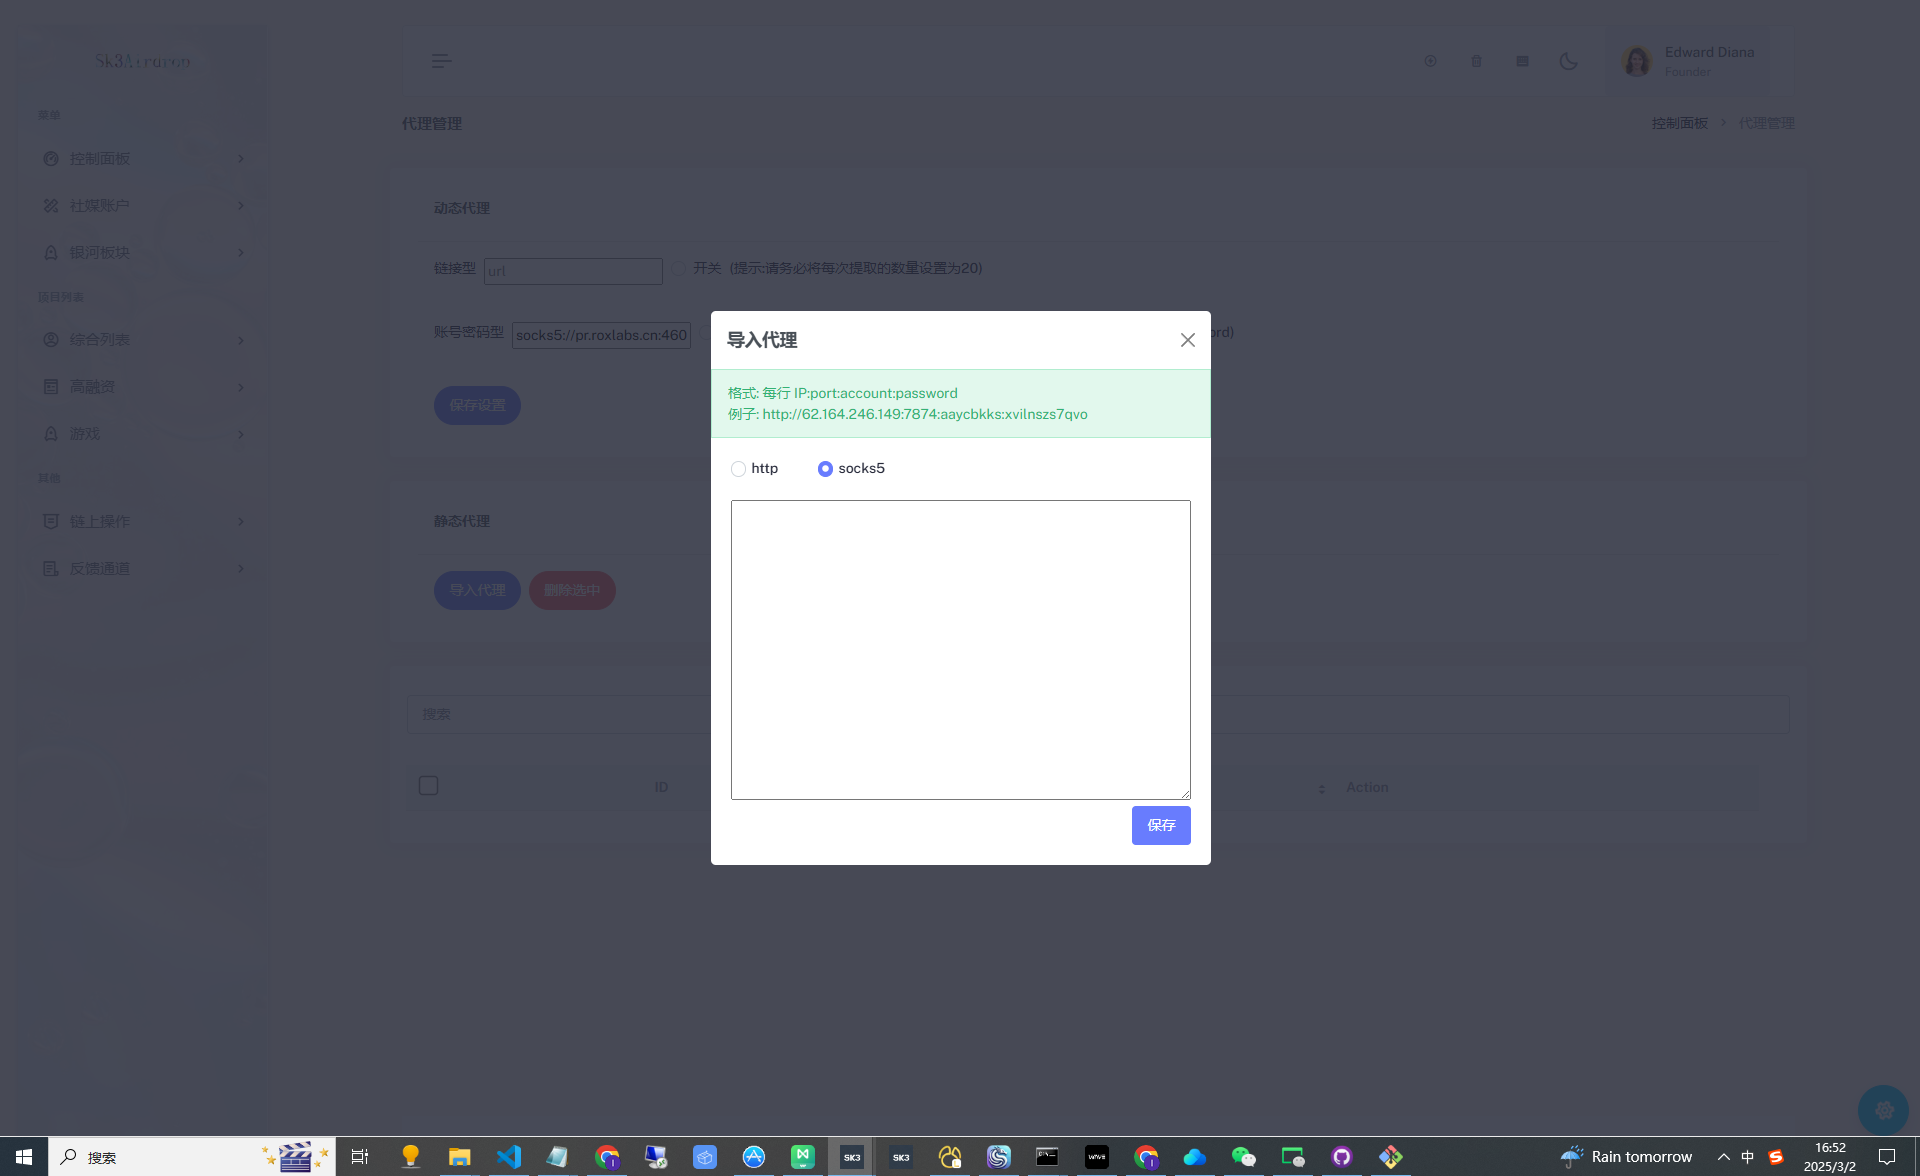 Sk3Airdrop
Edward Diana
Founder
菜单
代理管理
控制面板 > 代理管理
控制面板
社媒账户
银河板块
项目列表
综合列表
高融资
游戏
其他
链上操作
反馈通道
动态代理
链接型 url 开关 (提示:请务必将每次提取的数量设置为20)
账号密码型 socks5://pr.roxlabs.cn:460
保存设置
静态代理
导入代理 删除选中
搜索
ID Action
导入代理
格式: 每行 IP:port:account:password
例子: http://62.164.246.149:7874:aaycbkks:xvilnszs7qvo
http socks5
保存
搜索
SK3
SK3
Rain tomorrow
中
16:52
2025/3/2